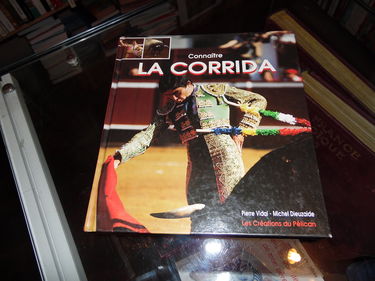 Connaître
LA CORRIDA
Pierre Vidal - Michel Dieuzaide
Les Créations du Pélican